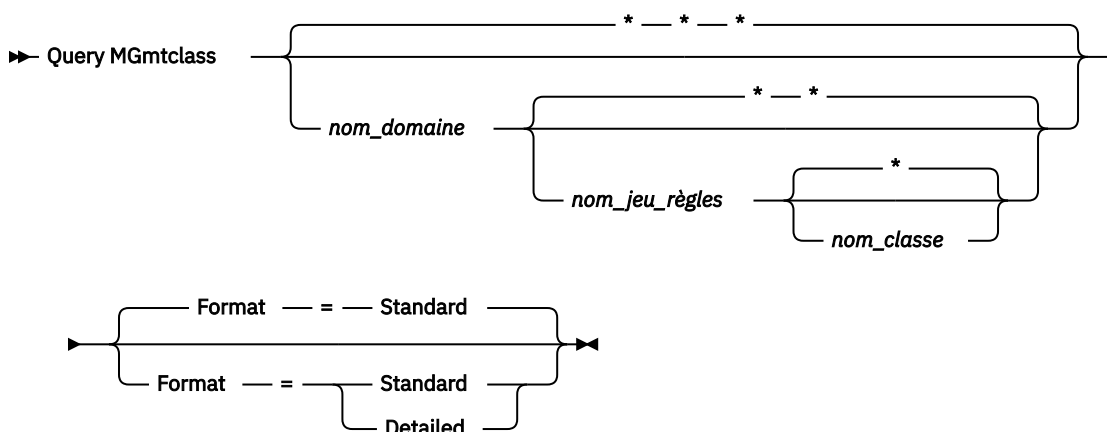 * * *
Query MGmtclass
* *
nom_domaine
*
nom_jeu_règles
nom_classe
Format = Standard
Format = Standard
Detailed